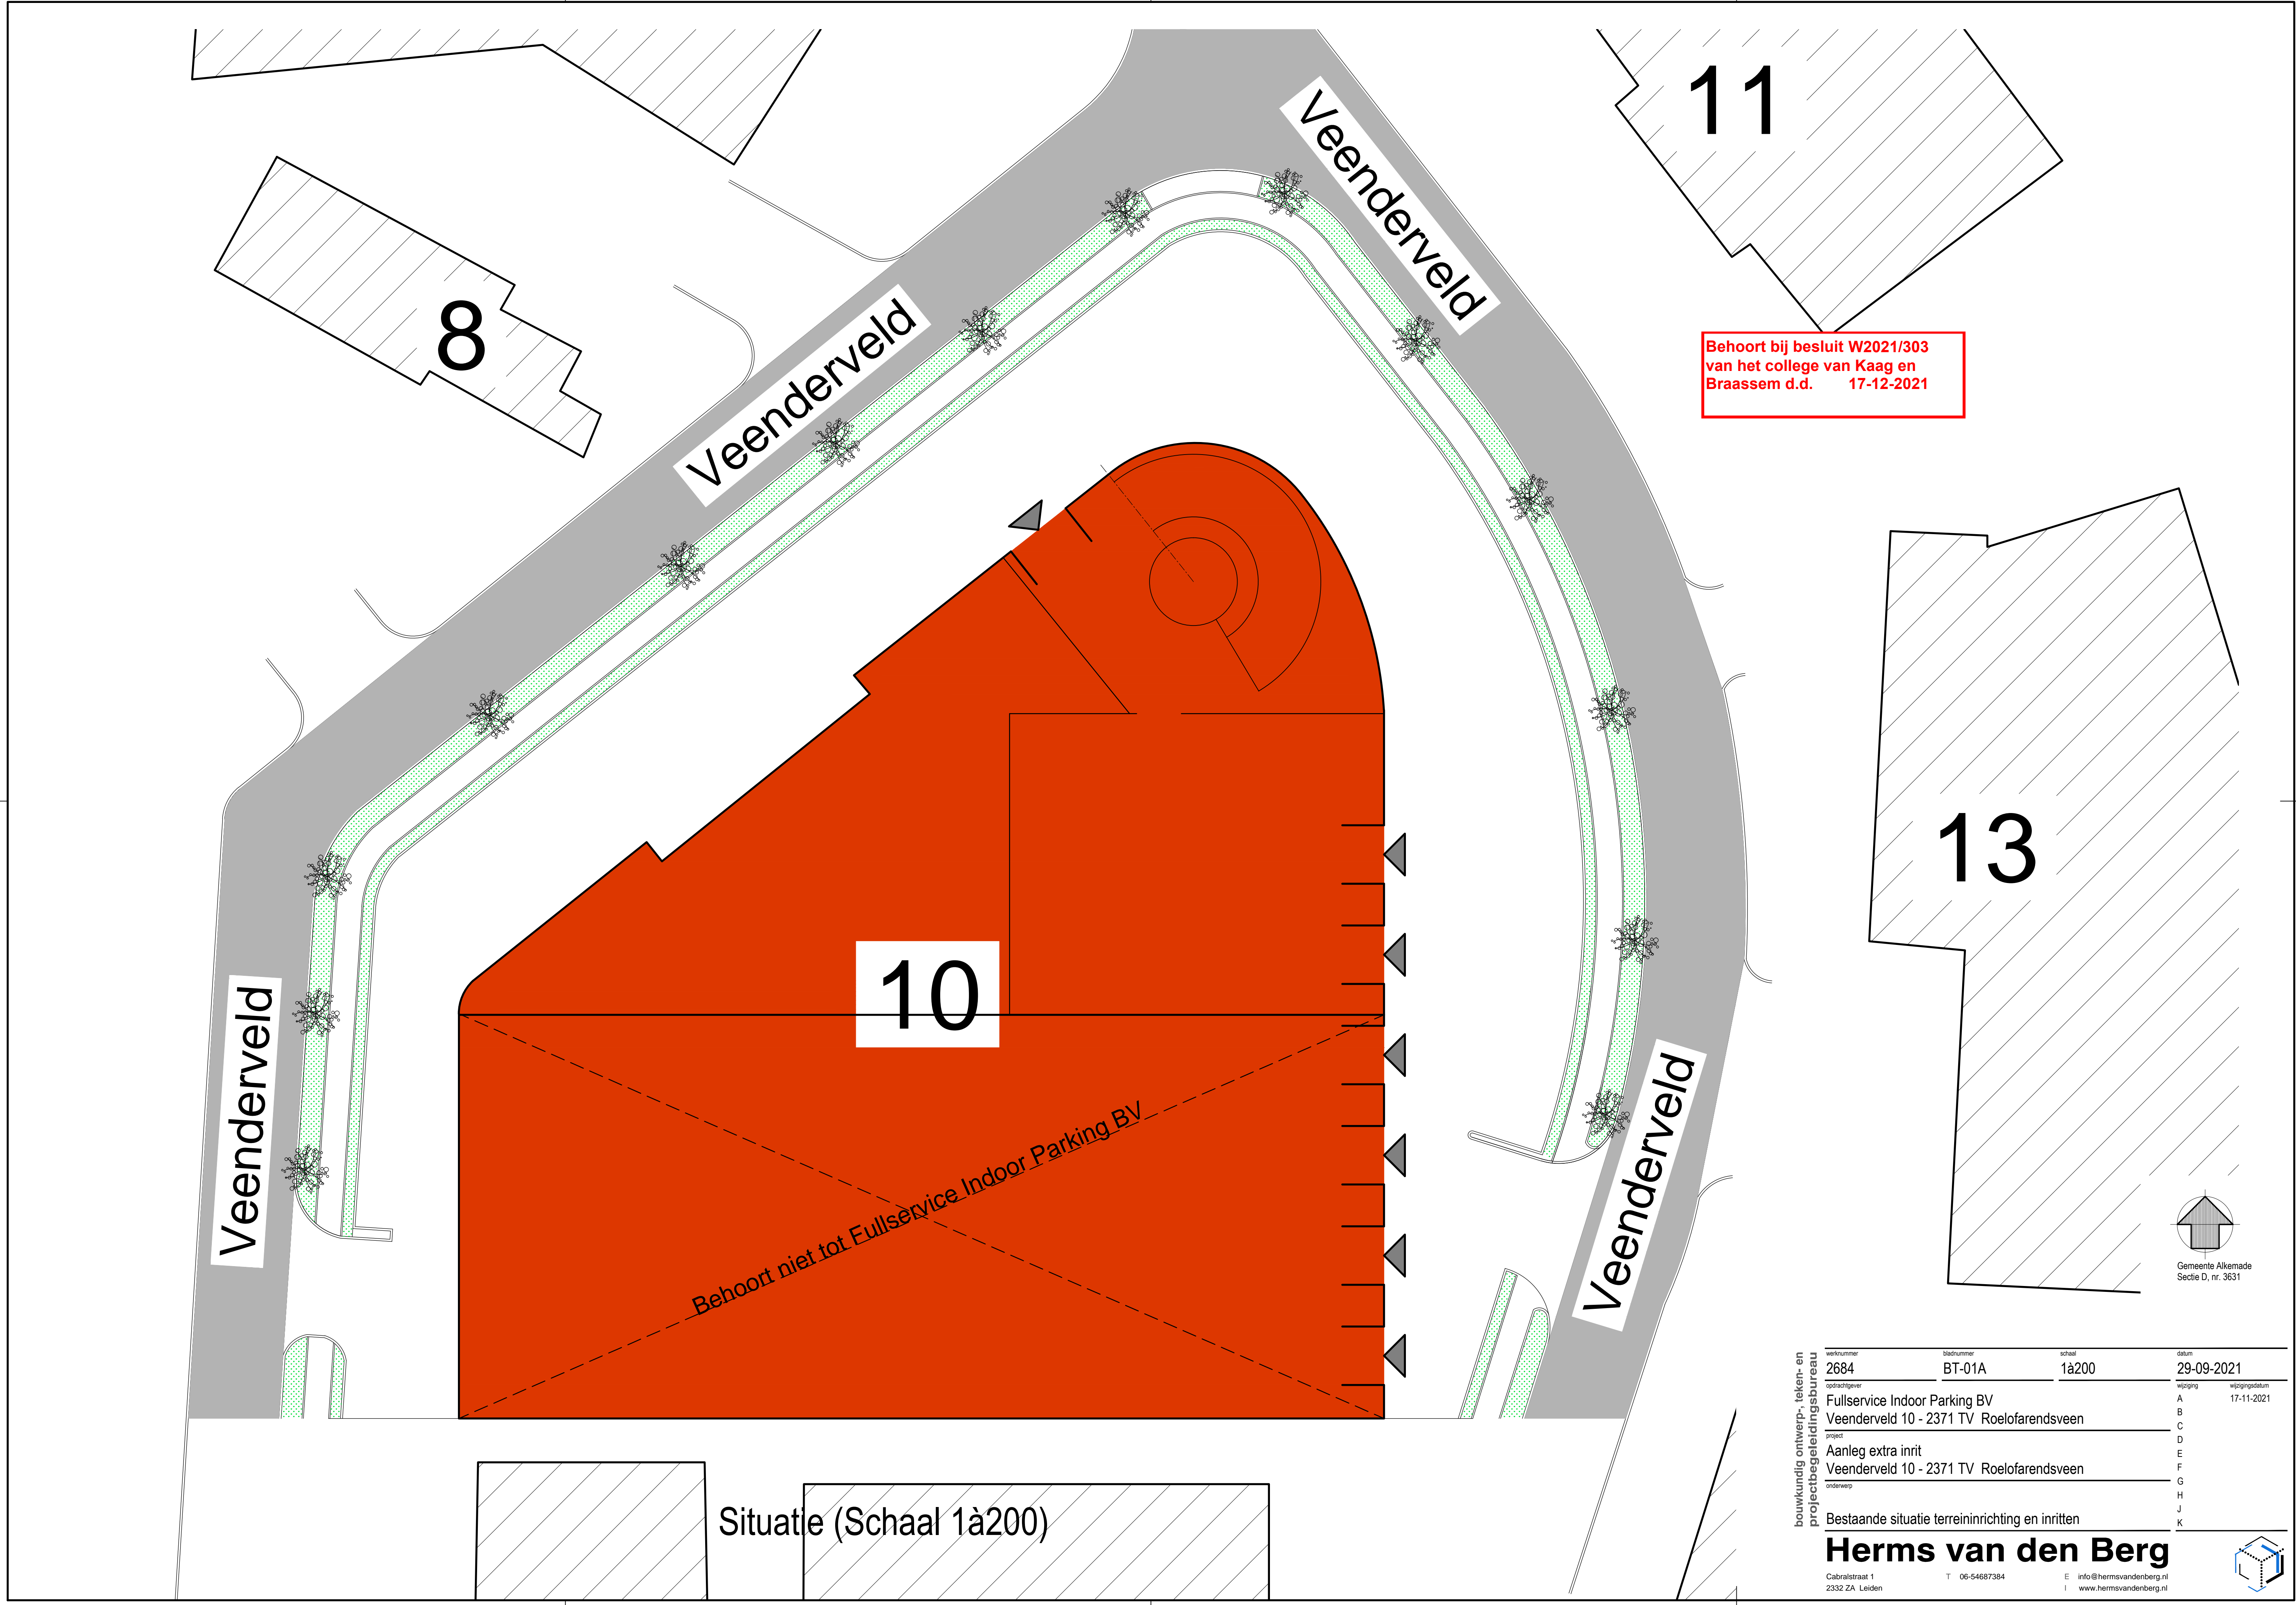 11
Veenderveld
8
Veenderveld
Behoort bij besluit W2021/303
van het college van Kaag en
Braassem d.d. 17-12-2021
13
10
Veenderveld
Veenderveld
Behoort niet tot Fullservice Indoor Parking BV
Gemeente Alkemade
Sectie D, nr. 3631
Situatie (Schaal 1à200)
bouwkundig ontwerp-, teken- en
projectbegeleidingsbureau
werknummer bladnummer schaal datum
2684 BT-01A 1à200 29-09-2021
opdrachtgever wijziging wijzigingsdatum
Fullservice Indoor Parking BV A 17-11-2021
Veenderveld 10 - 2371 TV Roelofarendsveen B
C
project D
Aanleg extra inrit E
Veenderveld 10 - 2371 TV Roelofarendsveen F
G
onderwerp H
J
Bestaande situatie terreininrichting en inritten K
Herms van den Berg
Cabralstraat 1 T 06-54687384 E info@hermsvandenberg.nl
2332 ZA Leiden I www.hermsvandenberg.nl